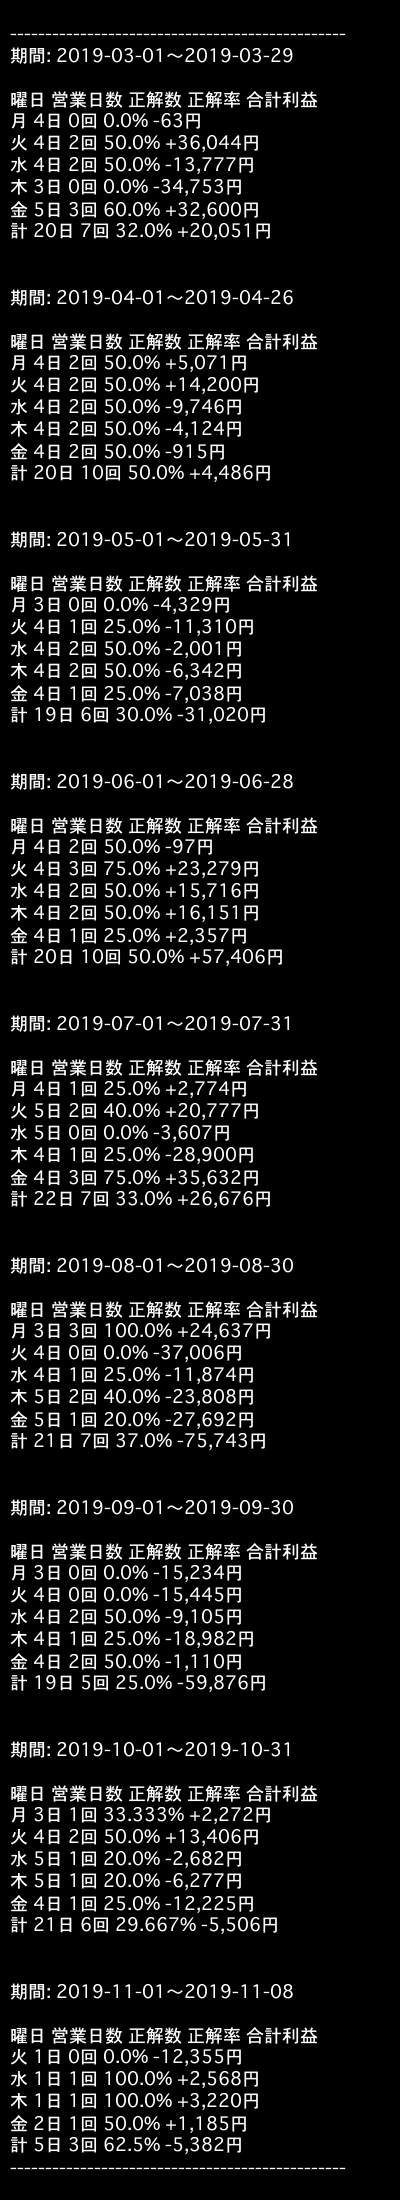 ------------------------------------------------
期間: 2019-03-01～2019-03-29
曜日 営業日数 正解数 正解率 合計利益
月 4日 0回 0.0% -63円
火 4日 2回 50.0% +36,044円
水 4日 2回 50.0% -13,777円
木 3日 0回 0.0% -34,753円
金 5日 3回 60.0% +32,600円
計 20日 7回 32.0% +20,051円
期間: 2019-04-01～2019-04-26
曜日 営業日数 正解数 正解率 合計利益
月 4日 2回 50.0% +5,071円
火 4日 2回 50.0% +14,200円
水 4日 2回 50.0% -9,746円
木 4日 2回 50.0% -4,124円
金 4日 2回 50.0% -915円
計 20日 10回 50.0% +4,486円
期間: 2019-05-01～2019-05-31
曜日 営業日数 正解数 正解率 合計利益
月 3日 0回 0.0% -4,329円
火 4日 1回 25.0% -11,310円
水 4日 2回 50.0% -2,001円
木 4日 2回 50.0% -6,342円
金 4日 1回 25.0% -7,038円
計 19日 6回 30.0% -31,020円
期間: 2019-06-01～2019-06-28
曜日 営業日数 正解数 正解率 合計利益
月 4日 2回 50.0% -97円
火 4日 3回 75.0% +23,279円
水 4日 2回 50.0% +15,716円
木 4日 2回 50.0% +16,151円
金 4日 1回 25.0% +2,357円
計 20日 10回 50.0% +57,406円
期間: 2019-07-01～2019-07-31
曜日 営業日数 正解数 正解率 合計利益
月 4日 1回 25.0% +2,774円
火 5日 2回 40.0% +20,777円
水 5日 0回 0.0% -3,607円
木 4日 1回 25.0% -28,900円
金 4日 3回 75.0% +35,632円
計 22日 7回 33.0% +26,676円
期間: 2019-08-01～2019-08-30
曜日 営業日数 正解数 正解率 合計利益
月 3日 3回 100.0% +24,637円
火 4日 0回 0.0% -37,006円
水 4日 1回 25.0% -11,874円
木 5日 2回 40.0% -23,808円
金 5日 1回 20.0% -27,692円
計 21日 7回 37.0% -75,743円
期間: 2019-09-01～2019-09-30
曜日 営業日数 正解数 正解率 合計利益
月 3日 0回 0.0% -15,234円
火 4日 0回 0.0% -15,445円
水 4日 2回 50.0% -9,105円
木 4日 1回 25.0% -18,982円
金 4日 2回 50.0% -1,110円
計 19日 5回 25.0% -59,876円
期間: 2019-10-01～2019-10-31
曜日 営業日数 正解数 正解率 合計利益
月 3日 1回 33.333% +2,272円
火 4日 2回 50.0% +13,406円
水 5日 1回 20.0% -2,682円
木 5日 1回 20.0% -6,277円
金 4日 1回 25.0% -12,225円
計 21日 6回 29.667% -5,506円
期間: 2019-11-01～2019-11-08
曜日 営業日数 正解数 正解率 合計利益
火 1日 0回 0.0% -12,355円
水 1日 1回 100.0% +2,568円
木 1日 1回 100.0% +3,220円
金 2日 1回 50.0% +1,185円
計 5日 3回 62.5% -5,382円
------------------------------------------------